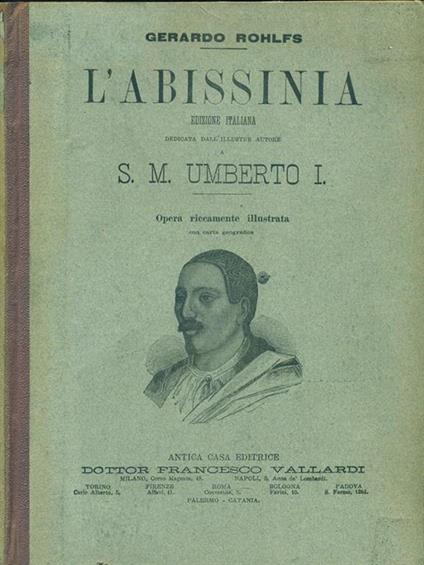 GERARDO ROHLFS
L'ABISSINIA
EDIZIONE ITALIANA
DEDICATA DALL'ILLUSTRE AUTORE
A
S. M. UMBERTO I.
Opera riccamente illustrata
con carta geografica
ANTICA CASA EDITRICE
DOTTOR FRANCESCO VALLARDI
MILANO, Corso Magenta, 48. NAPOLI, S. Anna de' Lombardi.
TORINO FIRENZE ROMA BOLOGNA PADOVA
Carlo Alberto, 5. Alfani, 41. 5. Farini, 10. S. Fermo,
PALERMO - CATANIA.